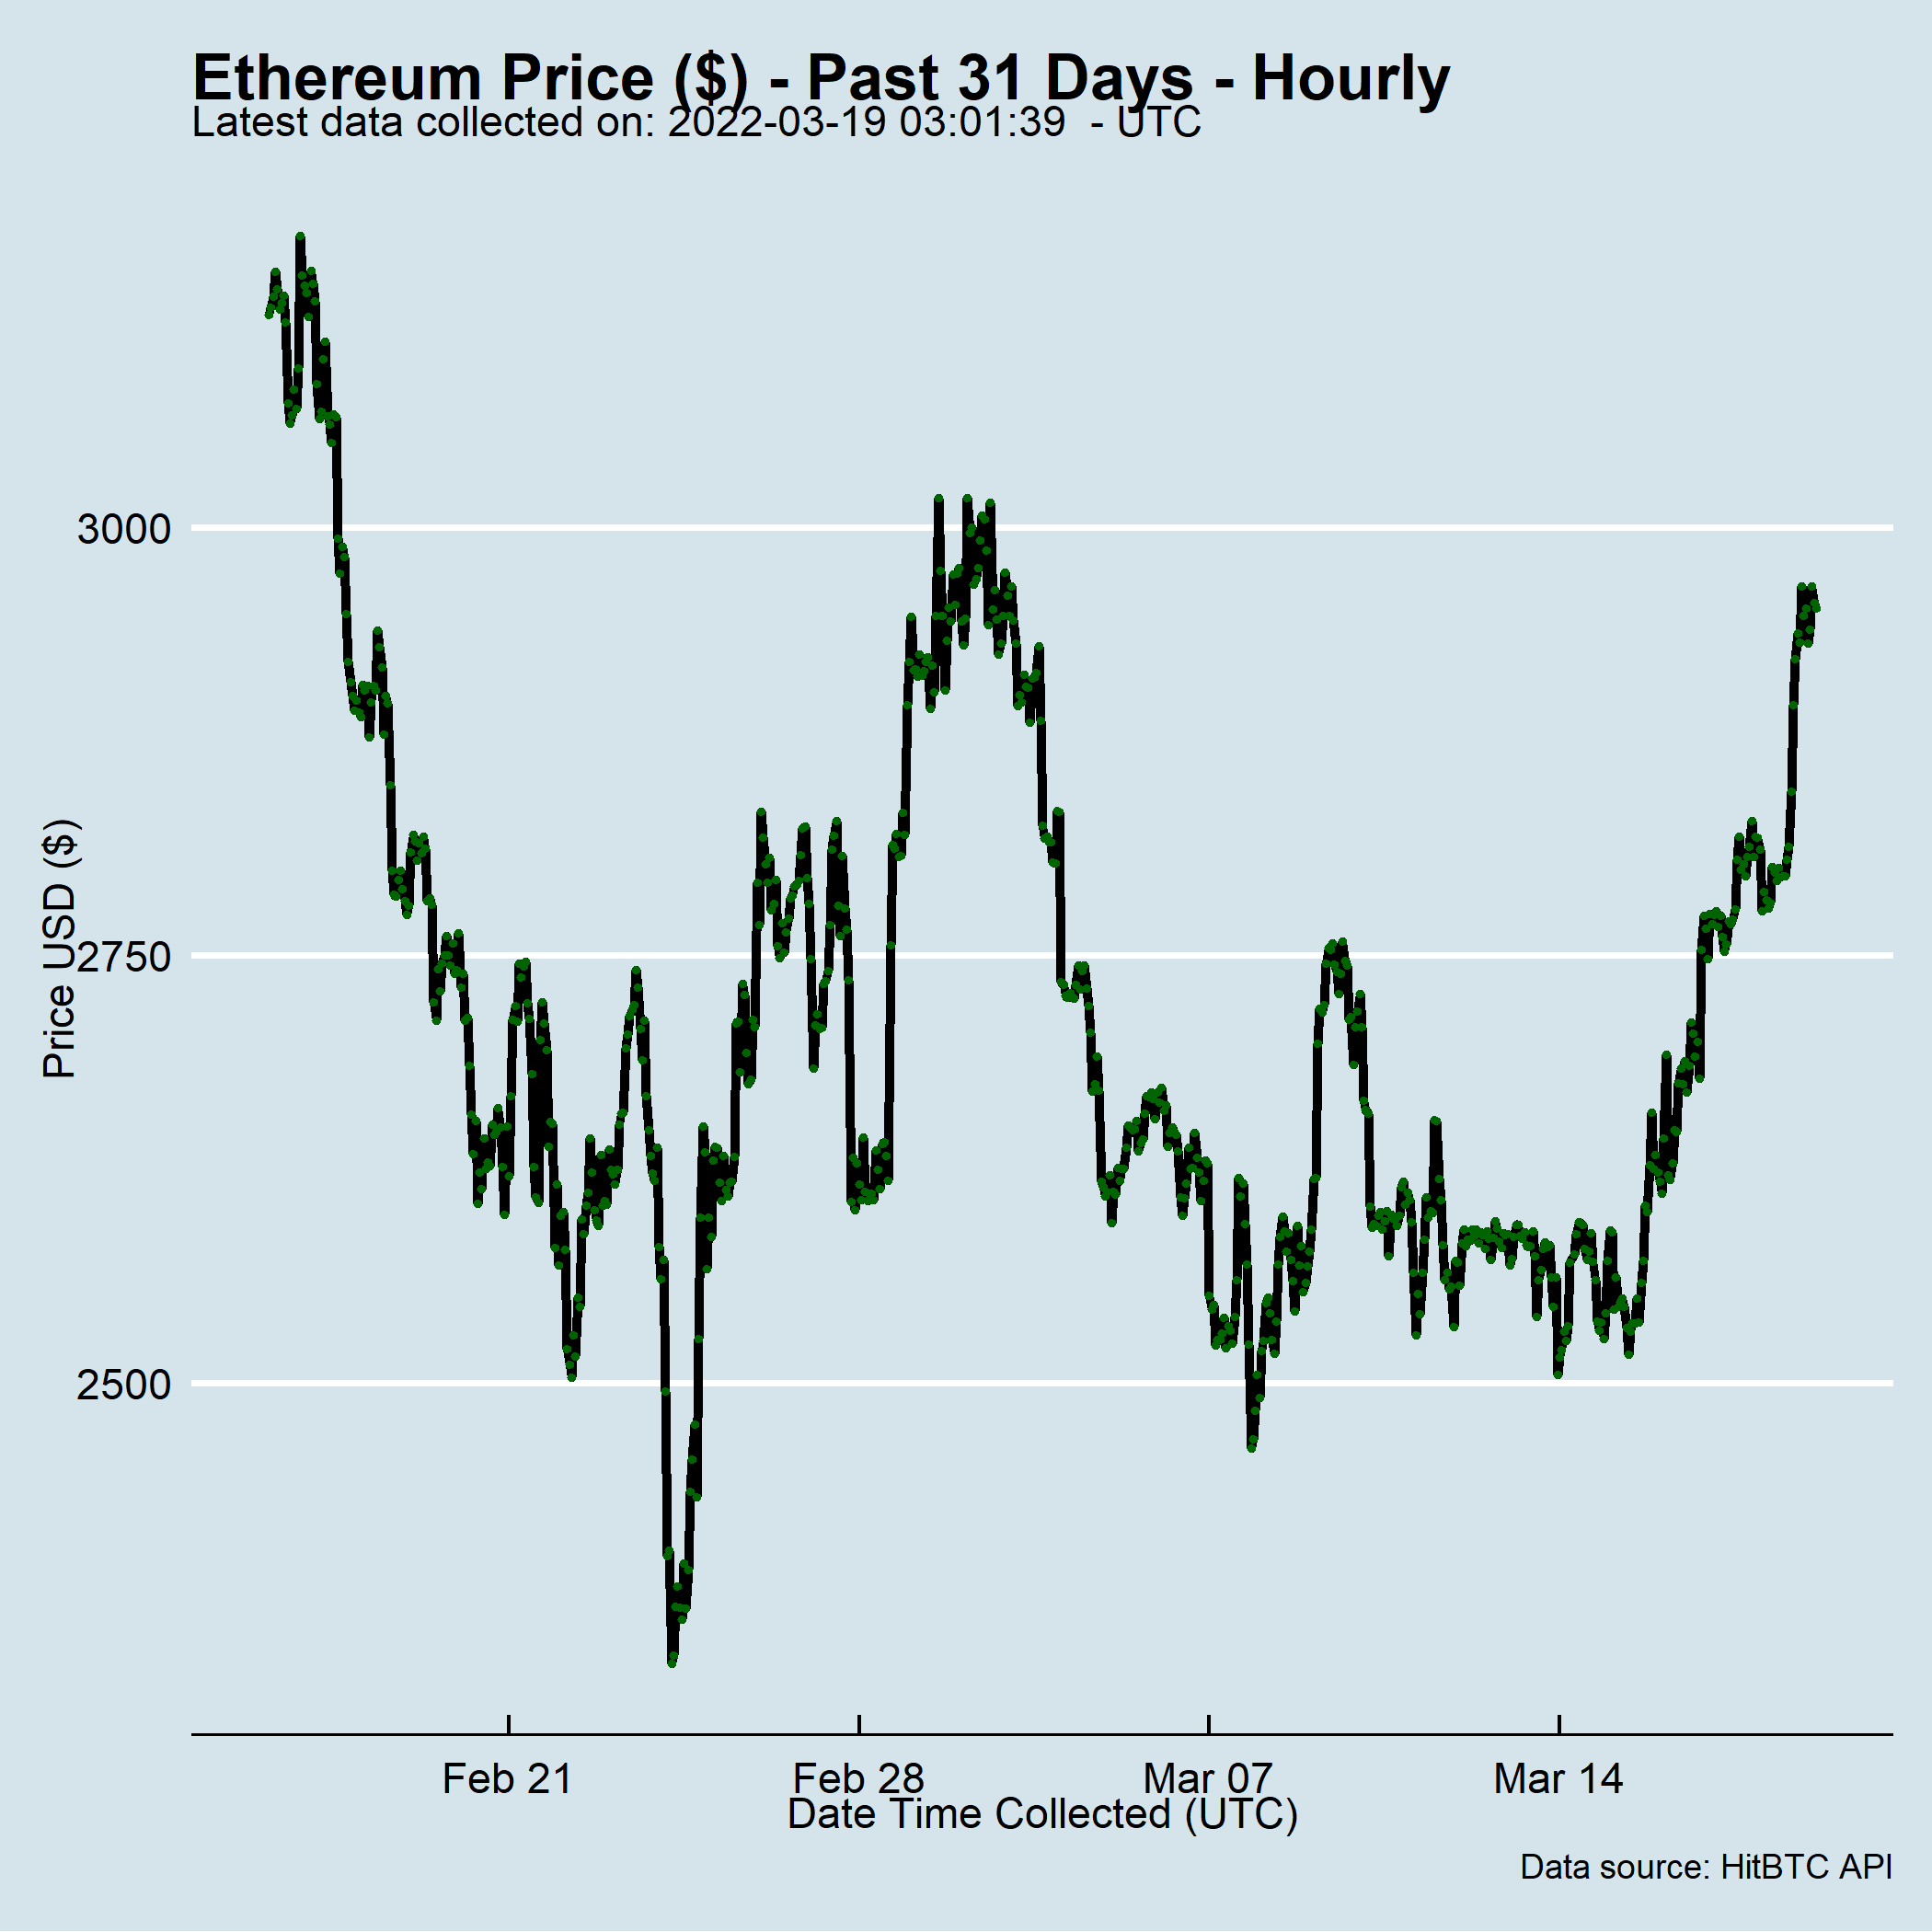 Ethereum Price ($) - Past 31 Days - Hourly
Latest data collected on: 2022-03-19 03:01:39  - UTC
3000
2750
2500
Price USD ($)
Feb 21
Feb 28
Mar 07
Mar 14
Date Time Collected (UTC)
Data source: HitBTC API